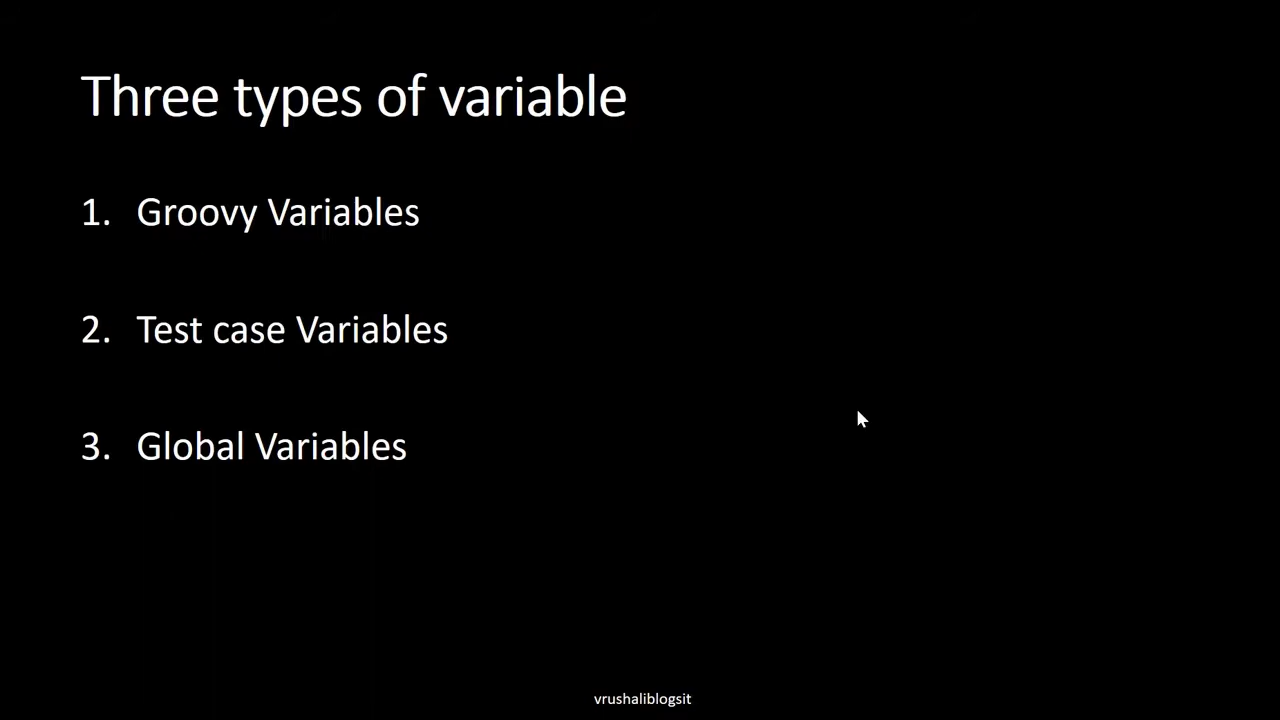 Three types of variable
1. Groovy Variables
2. Test case Variables
3. Global Variables
vrushaliblogsit